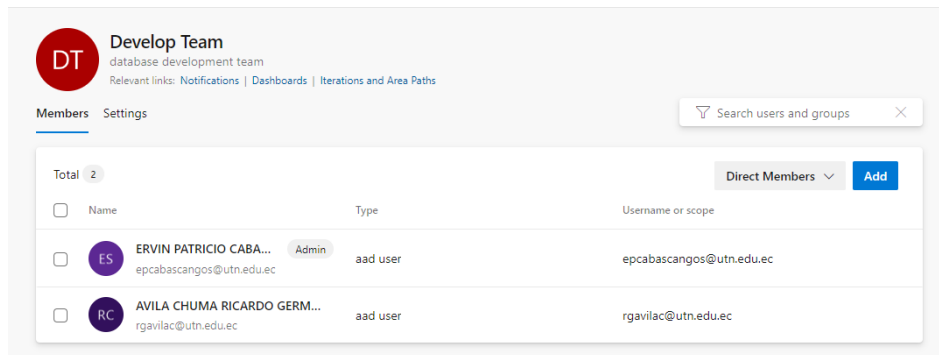 DT
Develop Team
database development team
Relevant links: Notifications | Dashboards | Iterations and Area Paths
Members Settings
Search users and groups
Total 2
Direct Members
Add
Name Type Username or scope
ES
ERVIN PATRICIO CABA... Admin
epcabascangos@utn.edu.ec
aad user
epcabascangos@utn.edu.ec
RC
AVILA CHUMA RICARDO GERM...
rgavilac@utn.edu.ec
aad user
rgavilac@utn.edu.ec